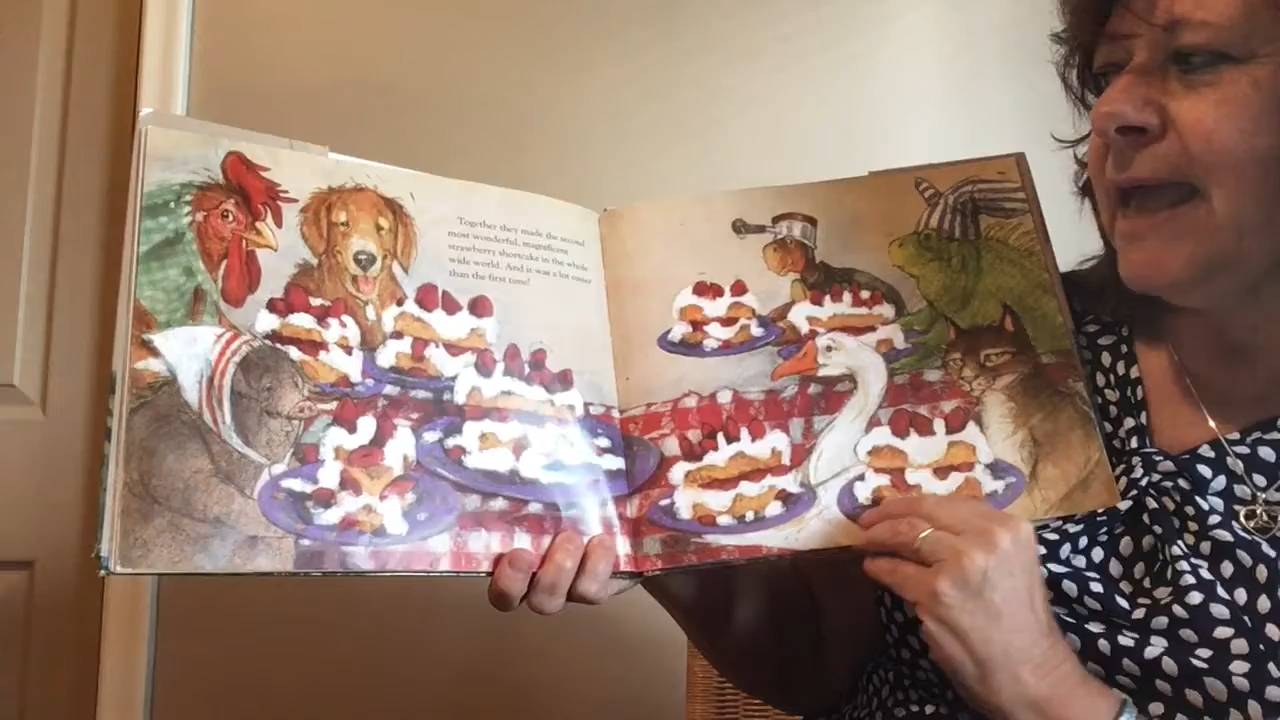 Together they made the second
most wonderful, magnificent
strawberry shortcake in the whole
wide world. And it was a lot easier
than the first time!